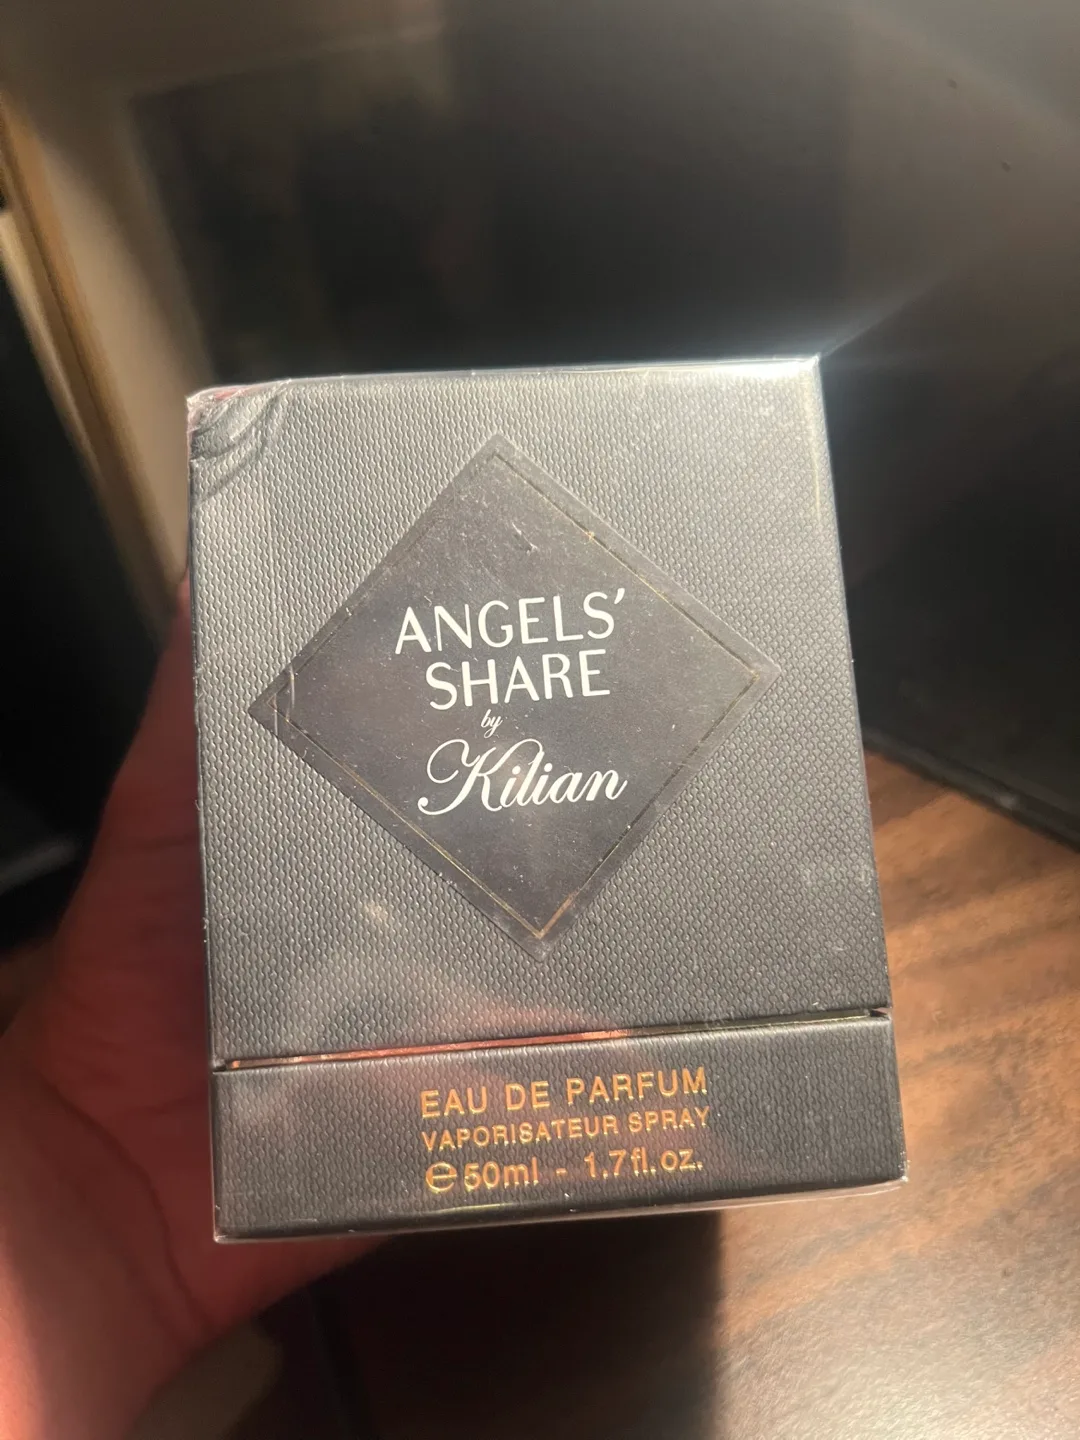 ANGELS’
SHARE
by
Kilian
EAU DE PARFUM
VAPORISATEUR SPRAY
℮50ml - 1.7fl.oz.